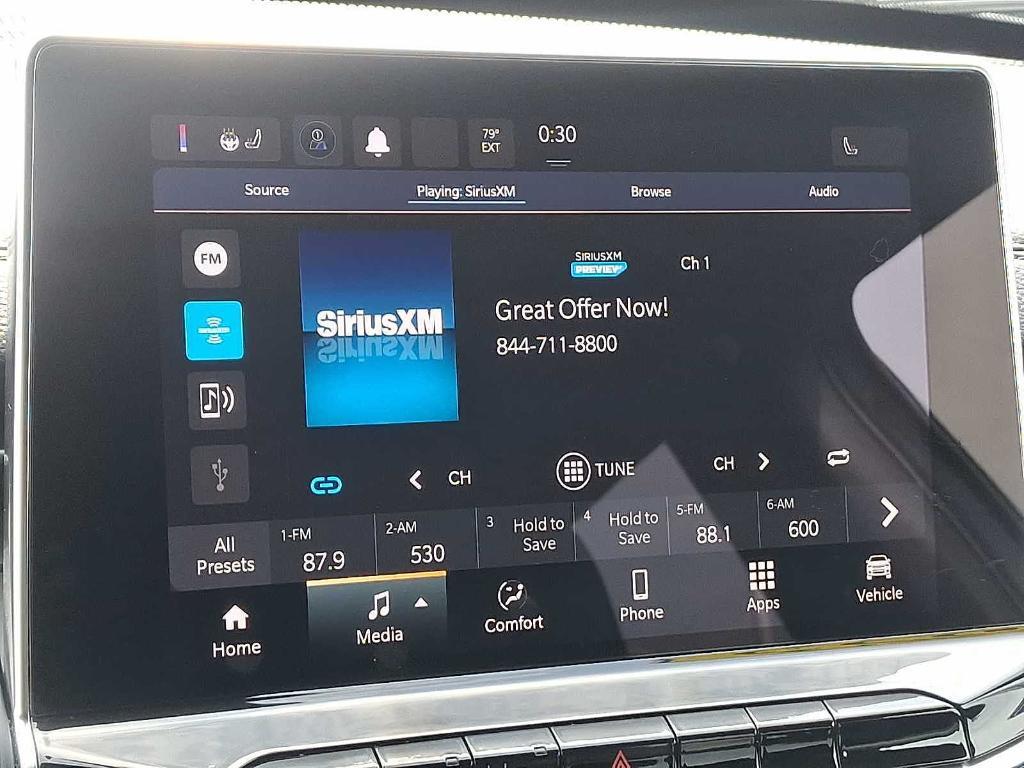 1
79°
EXT
0:30
Source
Playing: SiriusXM
Browse
Audio
FM
SIRIUSXM
PREVIEW
Ch 1
Great Offer Now!
844-711-8800
SiriusXM
SiriusXM
CH
TUNE
CH
All
Presets
1-FM
87.9
2-AM
530
3
Hold to
Save
4
Hold to
Save
5-FM
88.1
6-AM
600
Home
Media
Comfort
Phone
Apps
Vehicle